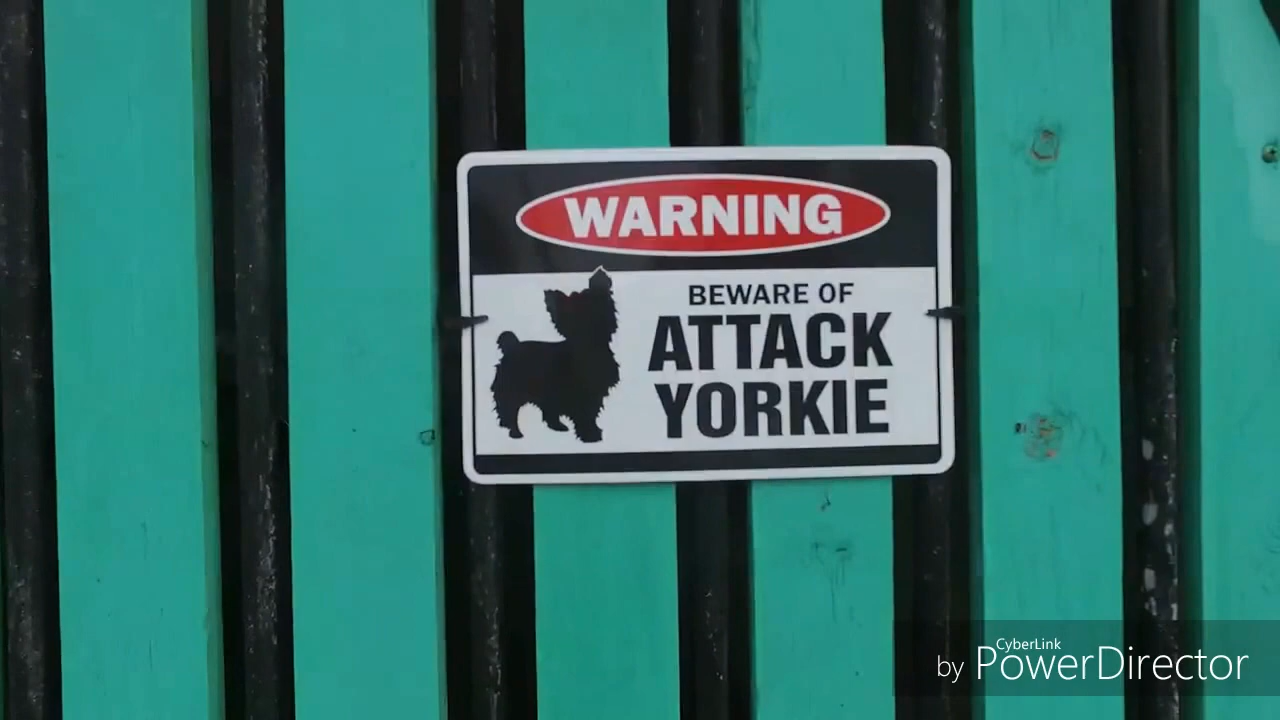 WARNING
BEWARE OF
ATTACK
YORKIE
CyberLink
by PowerDirector